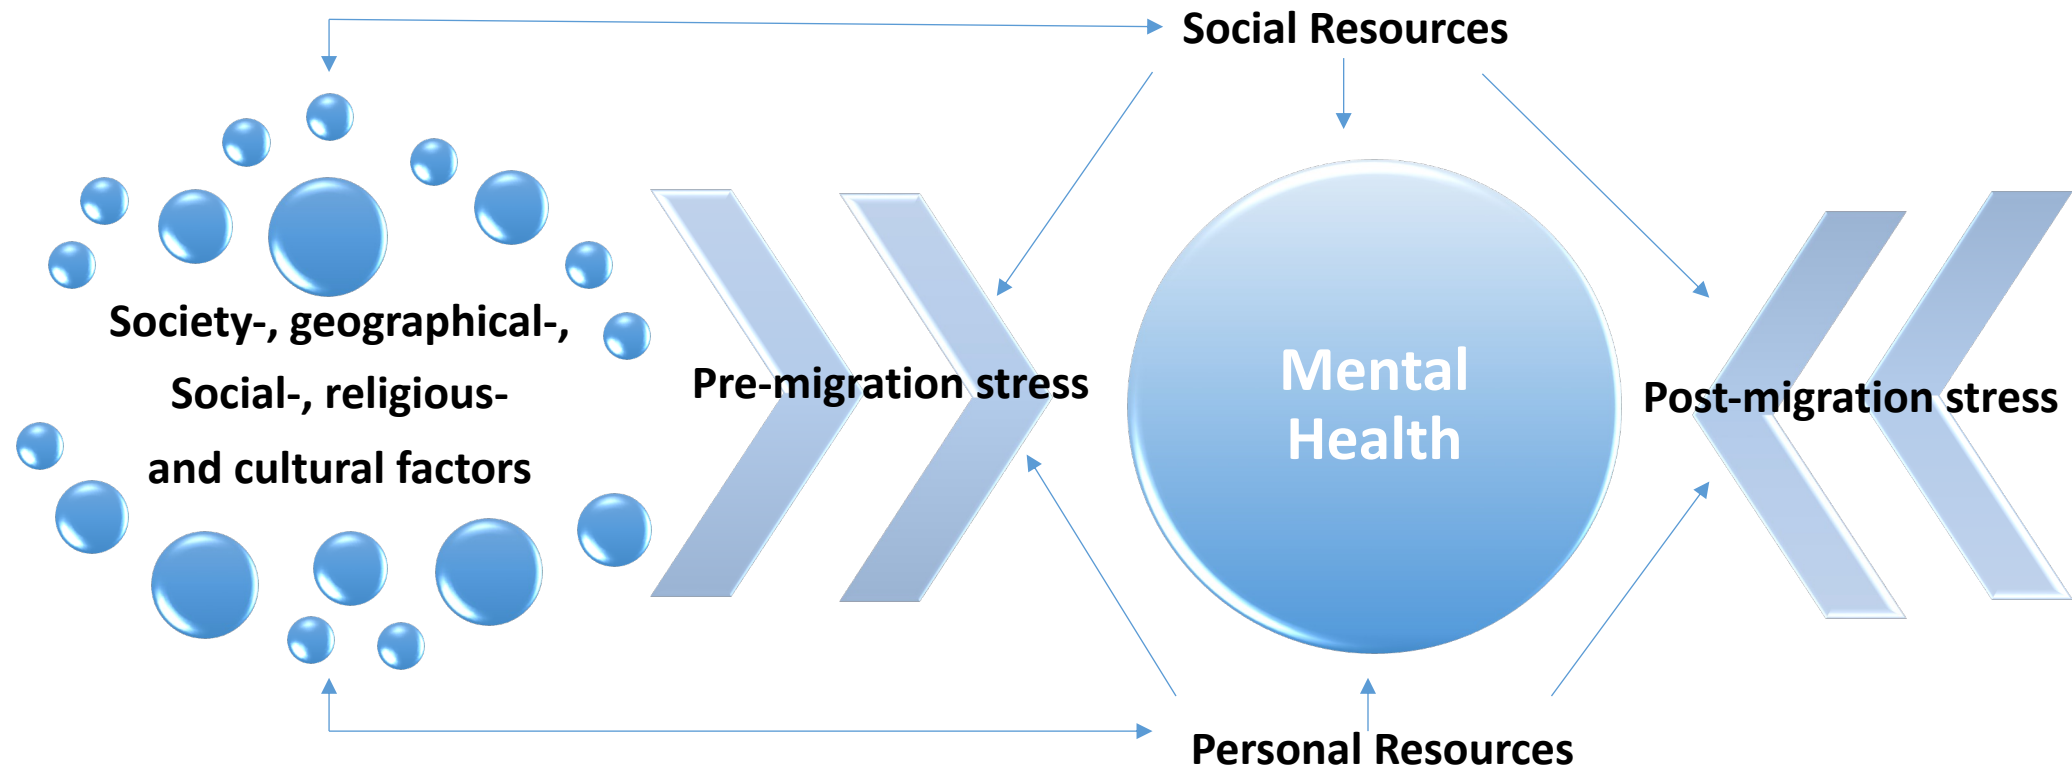 Social Resources
Society-, geographical-,
Social-, religious-
and cultural factors
Pre-migration stress
Mental
Health
Post-migration stress
Personal Resources